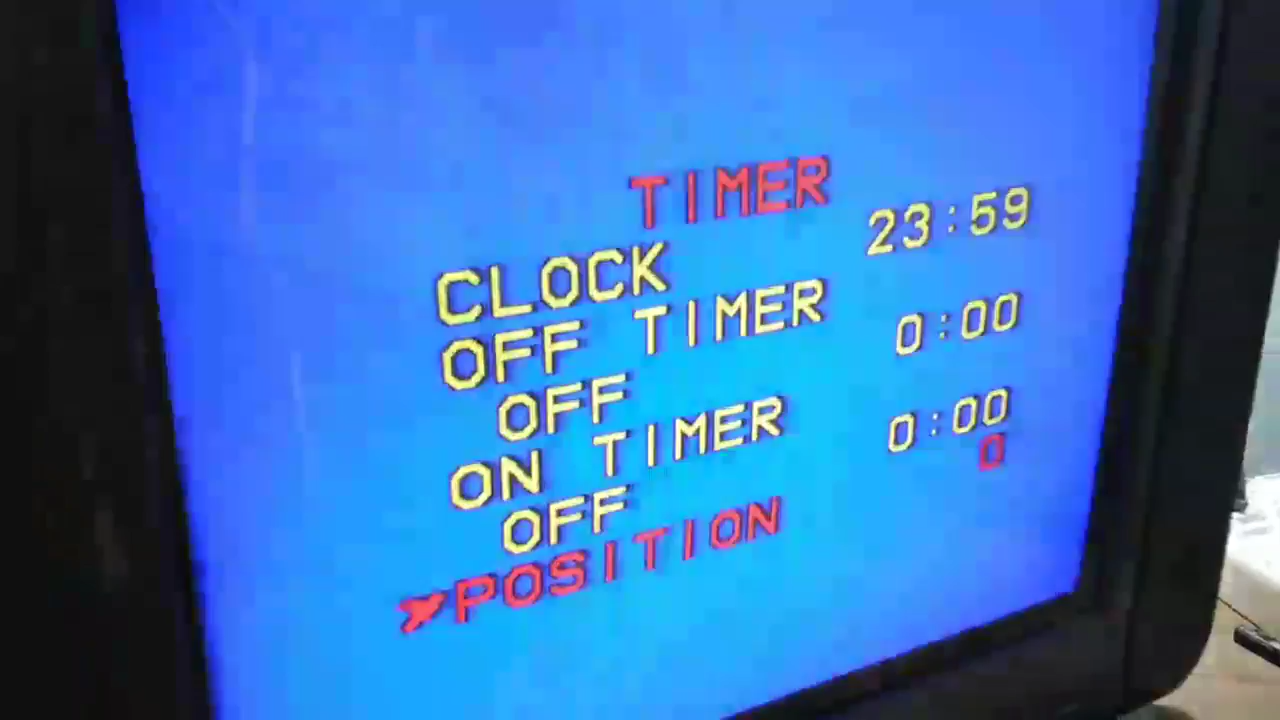 TIMER
CLOCK 23:59
OFF TIMER 0:00
OFF
ON TIMER 0:00
OFF
POSITION 0